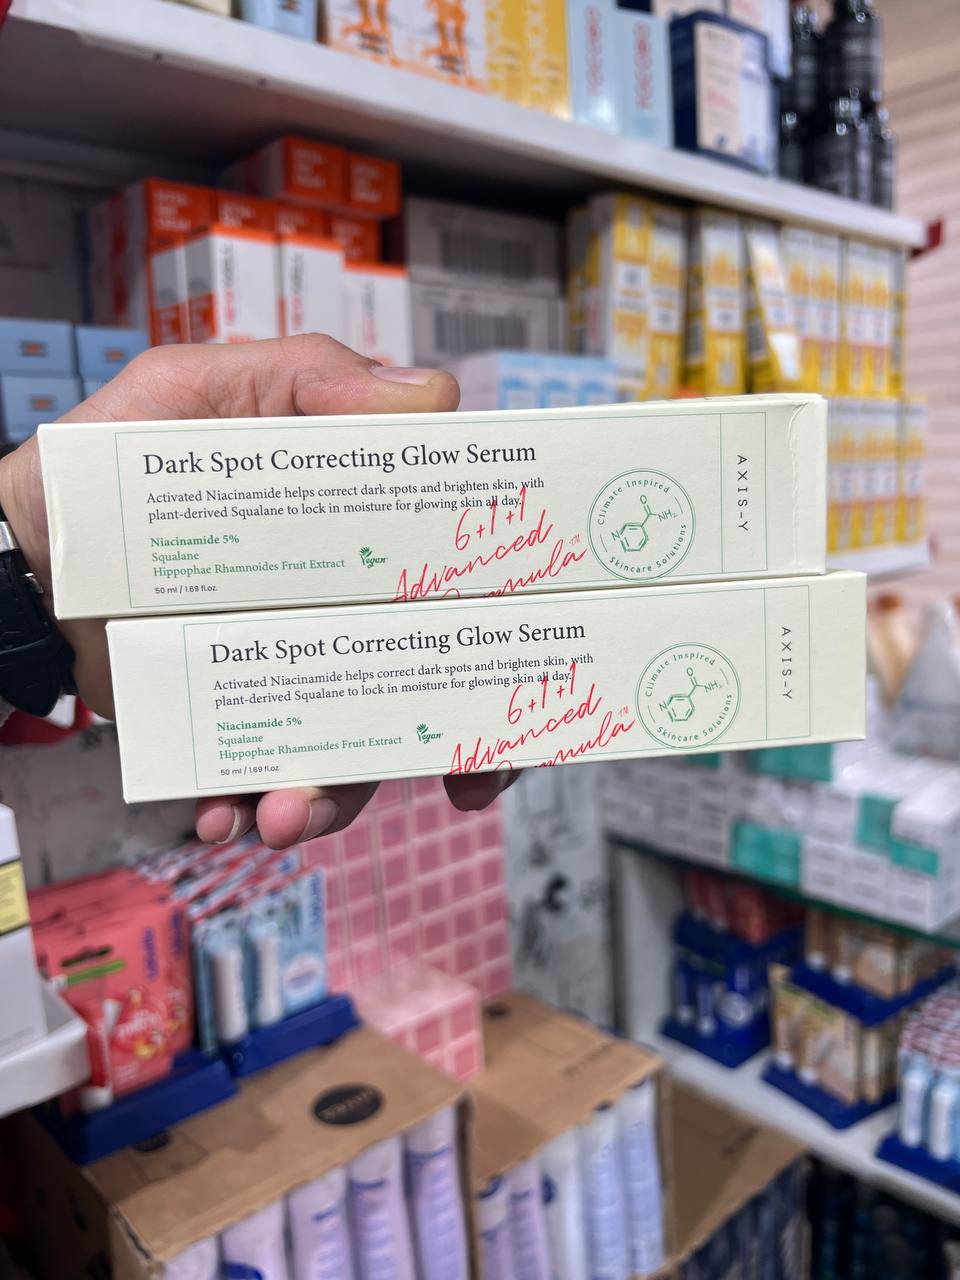 Dark Spot Correcting Glow Serum
Activated Niacinamide helps correct dark spots and brighten skin, with
plant-derived Squalane to lock in moisture for glowing skin all day.
Niacinamide 5%
Squalane
Hippophae Rhamnoides Fruit Extract
Vegan
50 ml / 1.69 fl.oz.
6+1+1
Advanced
Formula™
Climate Inspired
N
O
NH₂
Skincare Solutions
AXIS-Y
Dark Spot Correcting Glow Serum
Activated Niacinamide helps correct dark spots and brighten skin, with
plant-derived Squalane to lock in moisture for glowing skin all day.
Niacinamide 5%
Squalane
Hippophae Rhamnoides Fruit Extract
Vegan
50 ml / 1.69 fl.oz.
6+1+1
Advanced
Formula™
Climate Inspired
N
O
NH₂
Skincare Solutions
AXIS-Y